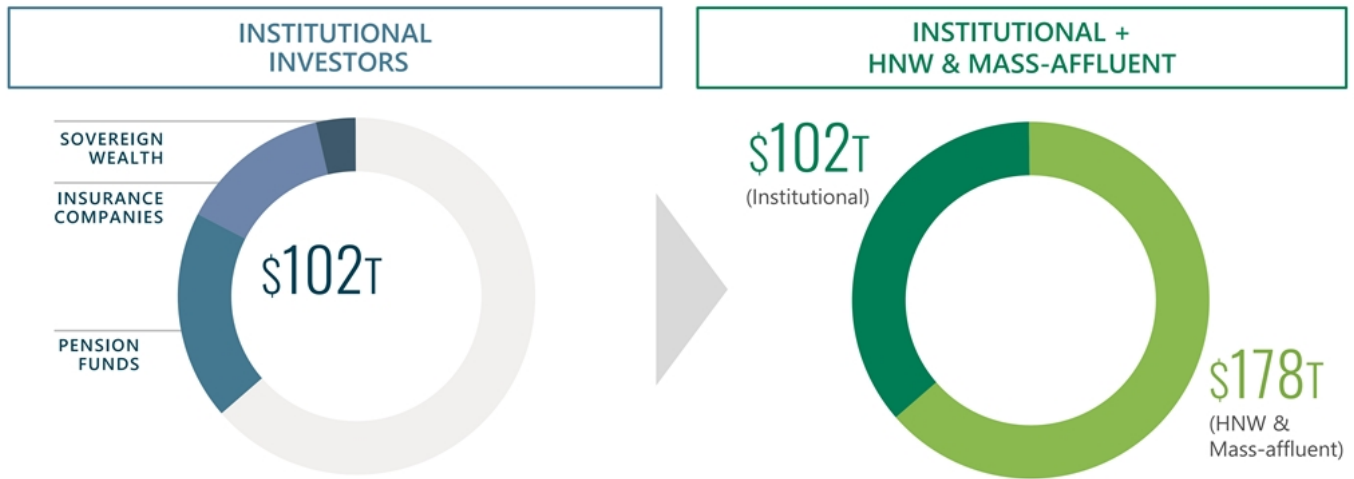 INSTITUTIONAL
INVESTORS
SOVEREIGN
WEALTH
INSURANCE
COMPANIES
PENSION
FUNDS
$102T
INSTITUTIONAL +
HNW & MASS-AFFLUENT
$102T
(Institutional)
$178T
(HNW &
Mass-affluent)